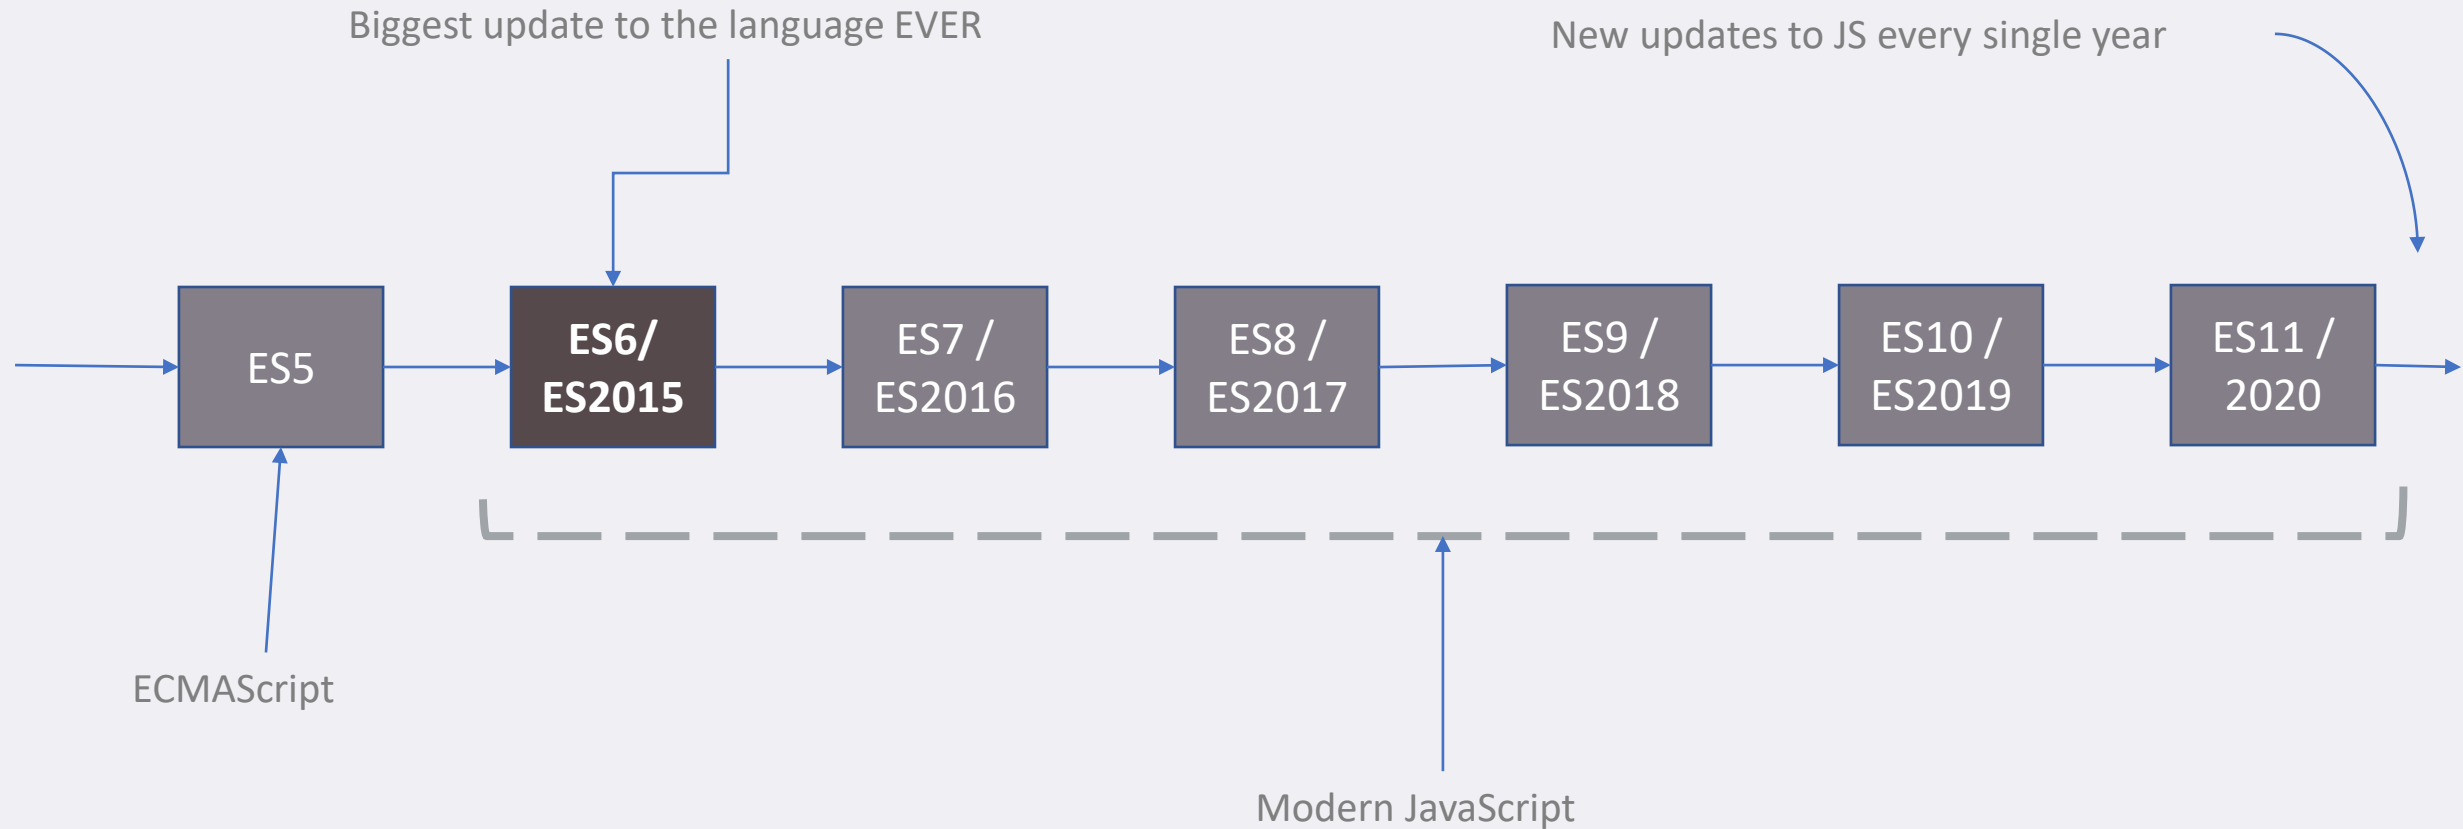 Biggest update to the language EVER
New updates to JS every single year
ES5
ES6/
ES2015
ES7 /
ES2016
ES8 /
ES2017
ES9 /
ES2018
ES10 /
ES2019
ES11 /
2020
ECMAScript
Modern JavaScript